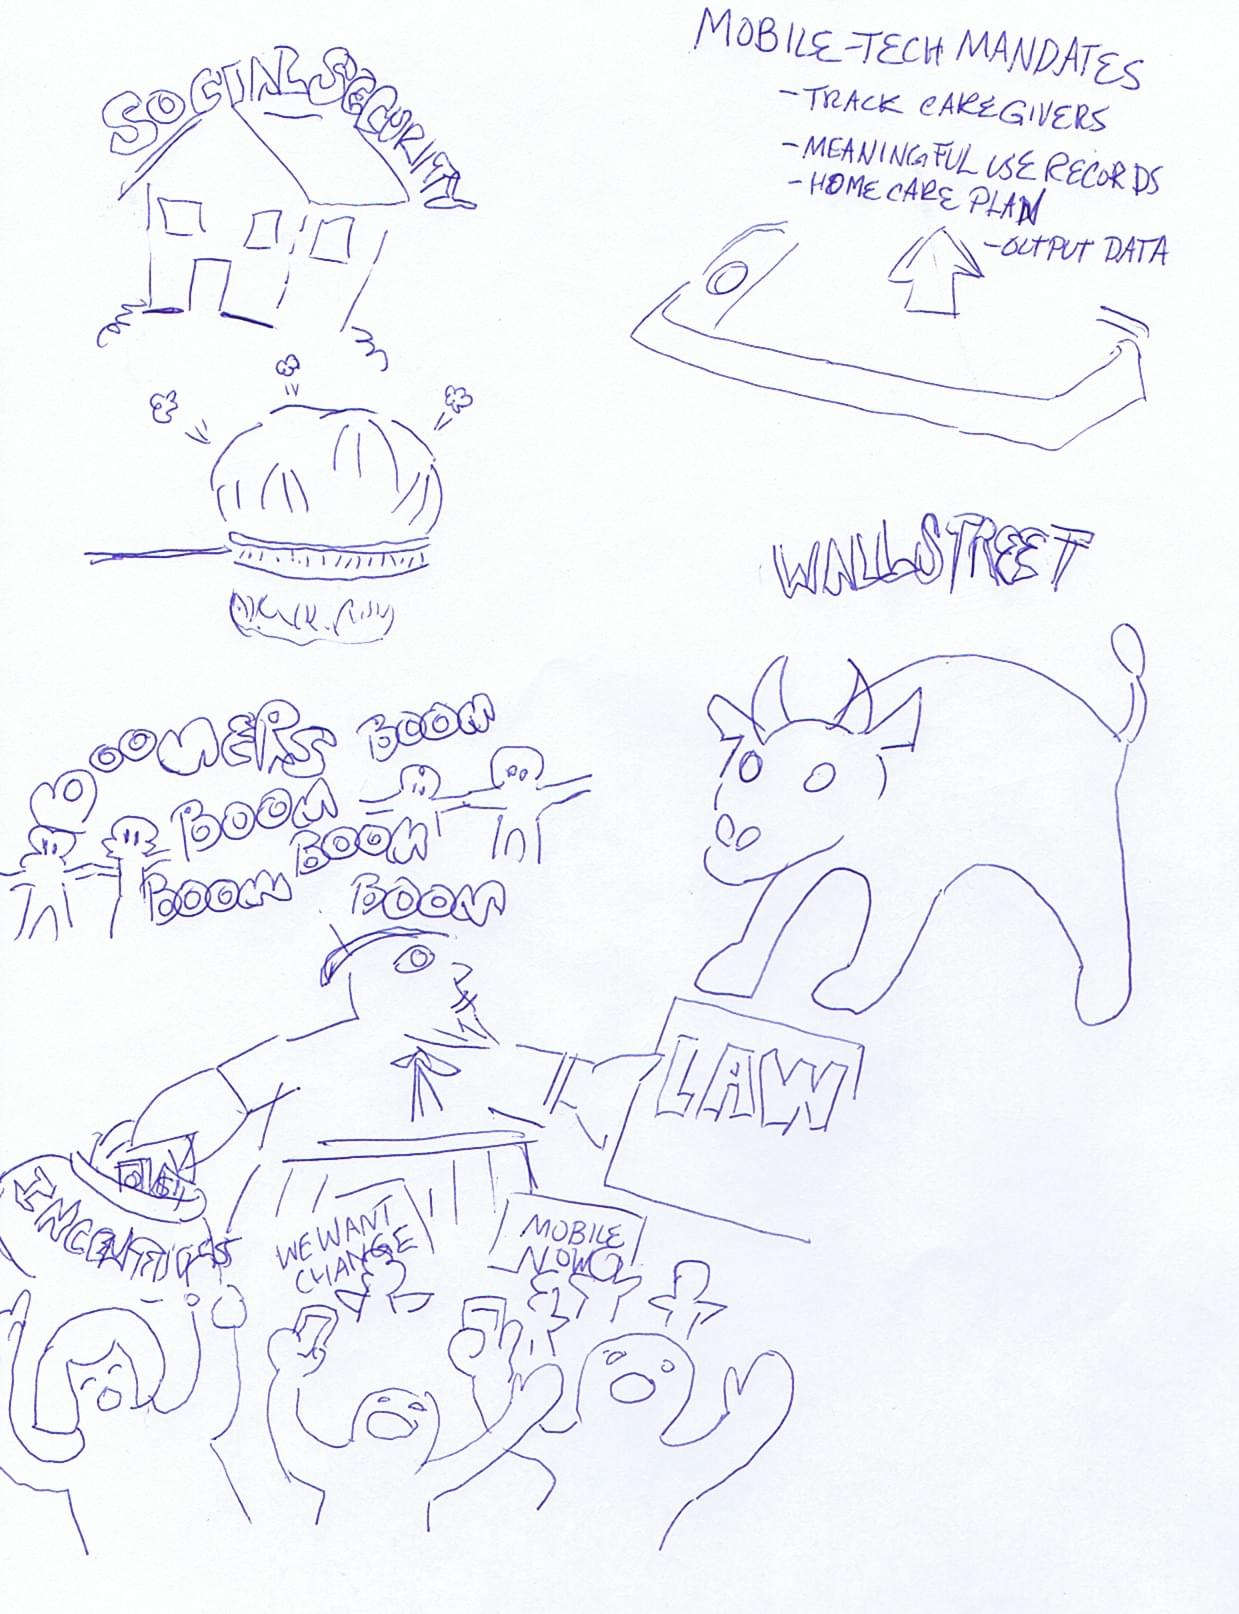 SOCIAL SECURITY
MOBILE-TECH MANDATES
- TRACK CAREGIVERS
- MEANINGFUL USE RECORDS
- HOME CARE PLAN
- OUTPUT DATA
WALLSTREET
BOOMERS BOOM
BOOM
BOOM
BOOM
BOOM
LAW
INCENTIVES
WE WANT
CHANGE
MOBILE
NOW